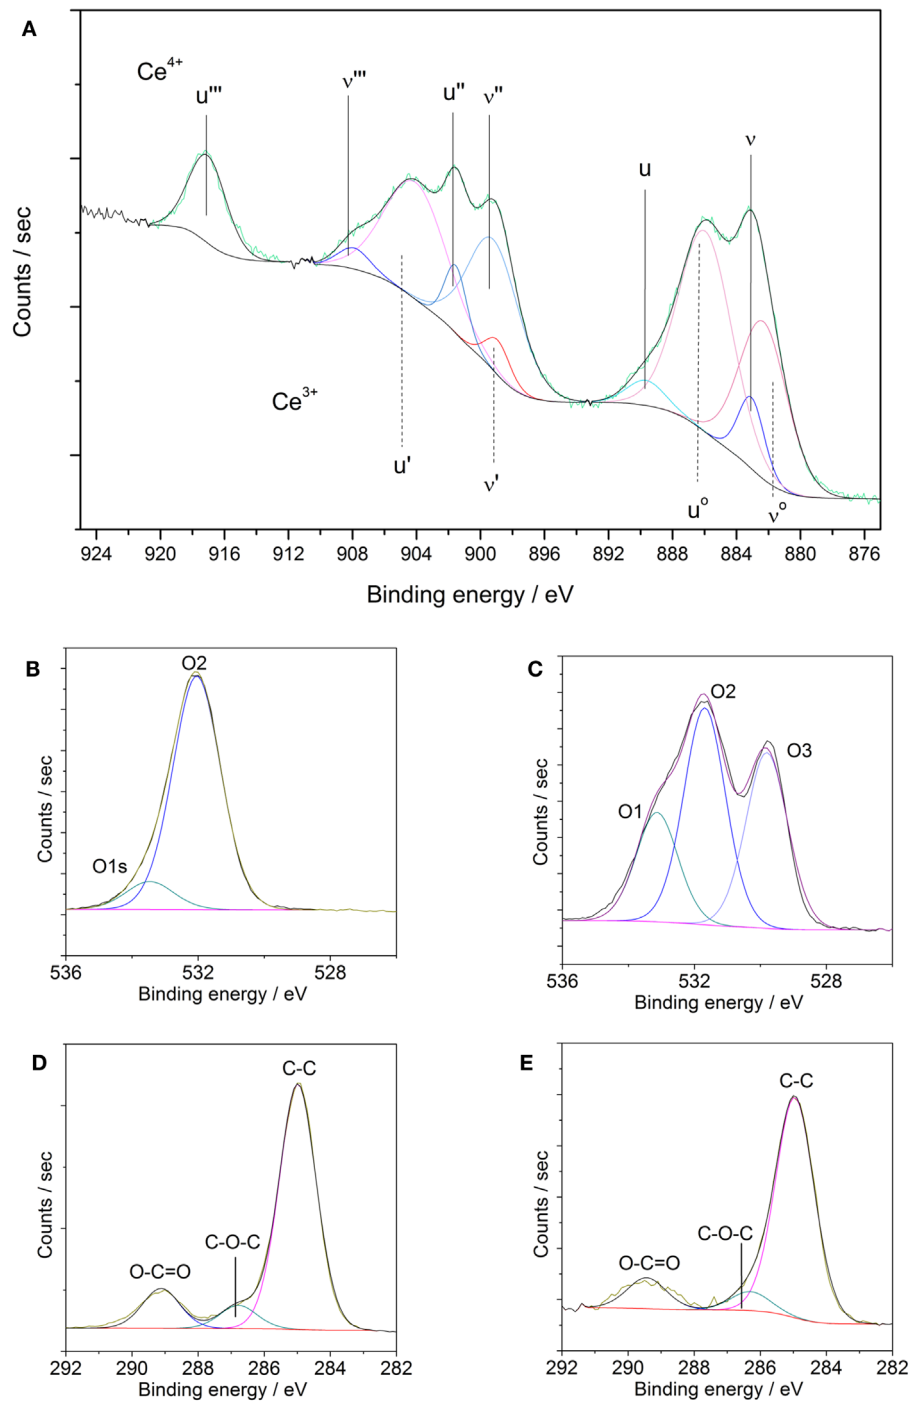 A
Ce4+
u'''
ν'''
u''
ν''
u
ν
Ce3+
u'
ν'
uo
νo
Counts / sec
924 920 916 912 908 904 900 896 892 888 884 880 876
Binding energy / eV
B
O2
O1s
Counts / sec
536 532 528
Binding energy / eV
C
O2
O3
O1
Counts / sec
536 532 528
Binding energy / eV
D
C-C
C-O-C
O-C=O
Counts / sec
292 290 288 286 284 282
Binding energy / eV
E
C-C
C-O-C
O-C=O
Counts / sec
292 290 288 286 284 282
Binding energy / eV